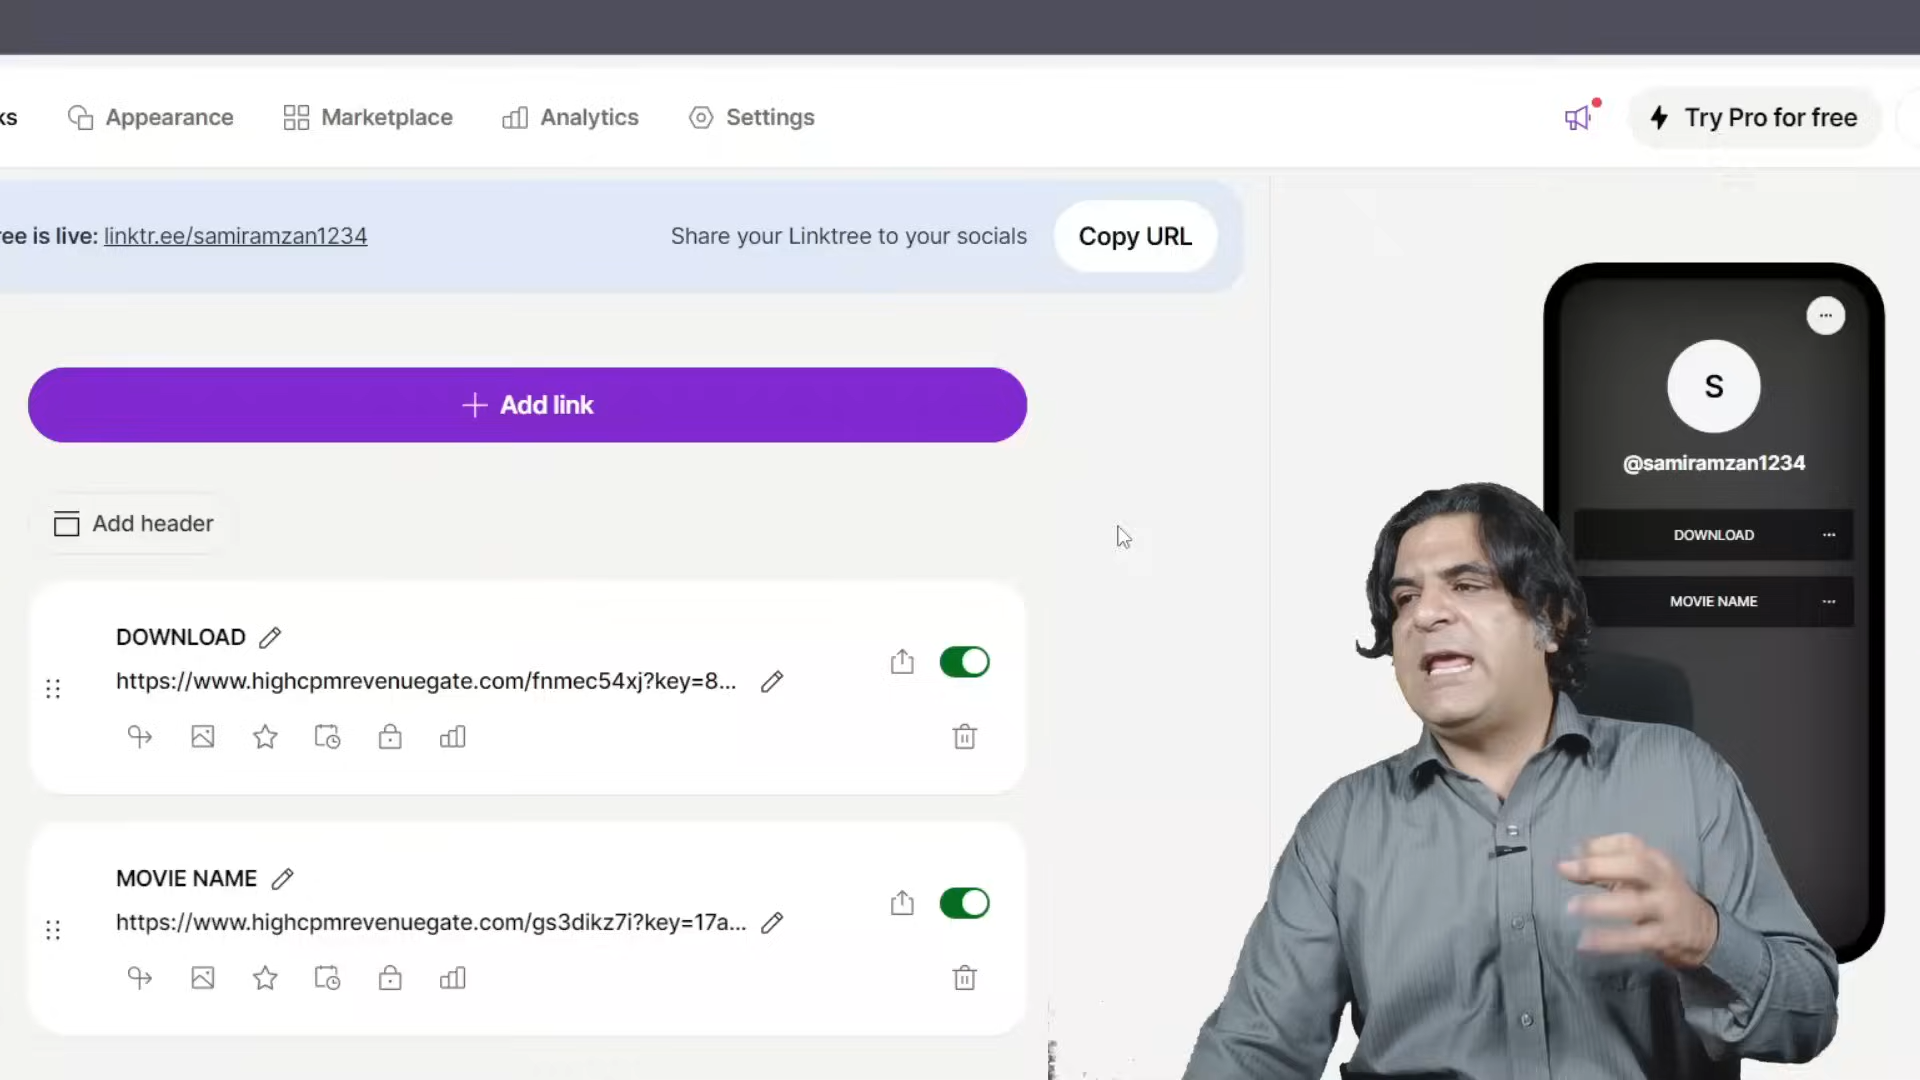 ks
Appearance
Marketplace
Analytics
Settings
Try Pro for free
ree is live: linktr.ee/samiramzan1234
Share your Linktree to your socials
Copy URL
Add link
S
@samiramzan1234
Add header
DOWNLOAD
MOVIE NAME
DOWNLOAD
https://www.highcpmrevenuegate.com/fnmec54xj?key=8...
MOVIE NAME
https://www.highcpmrevenuegate.com/gs3dikz7i?key=17a...